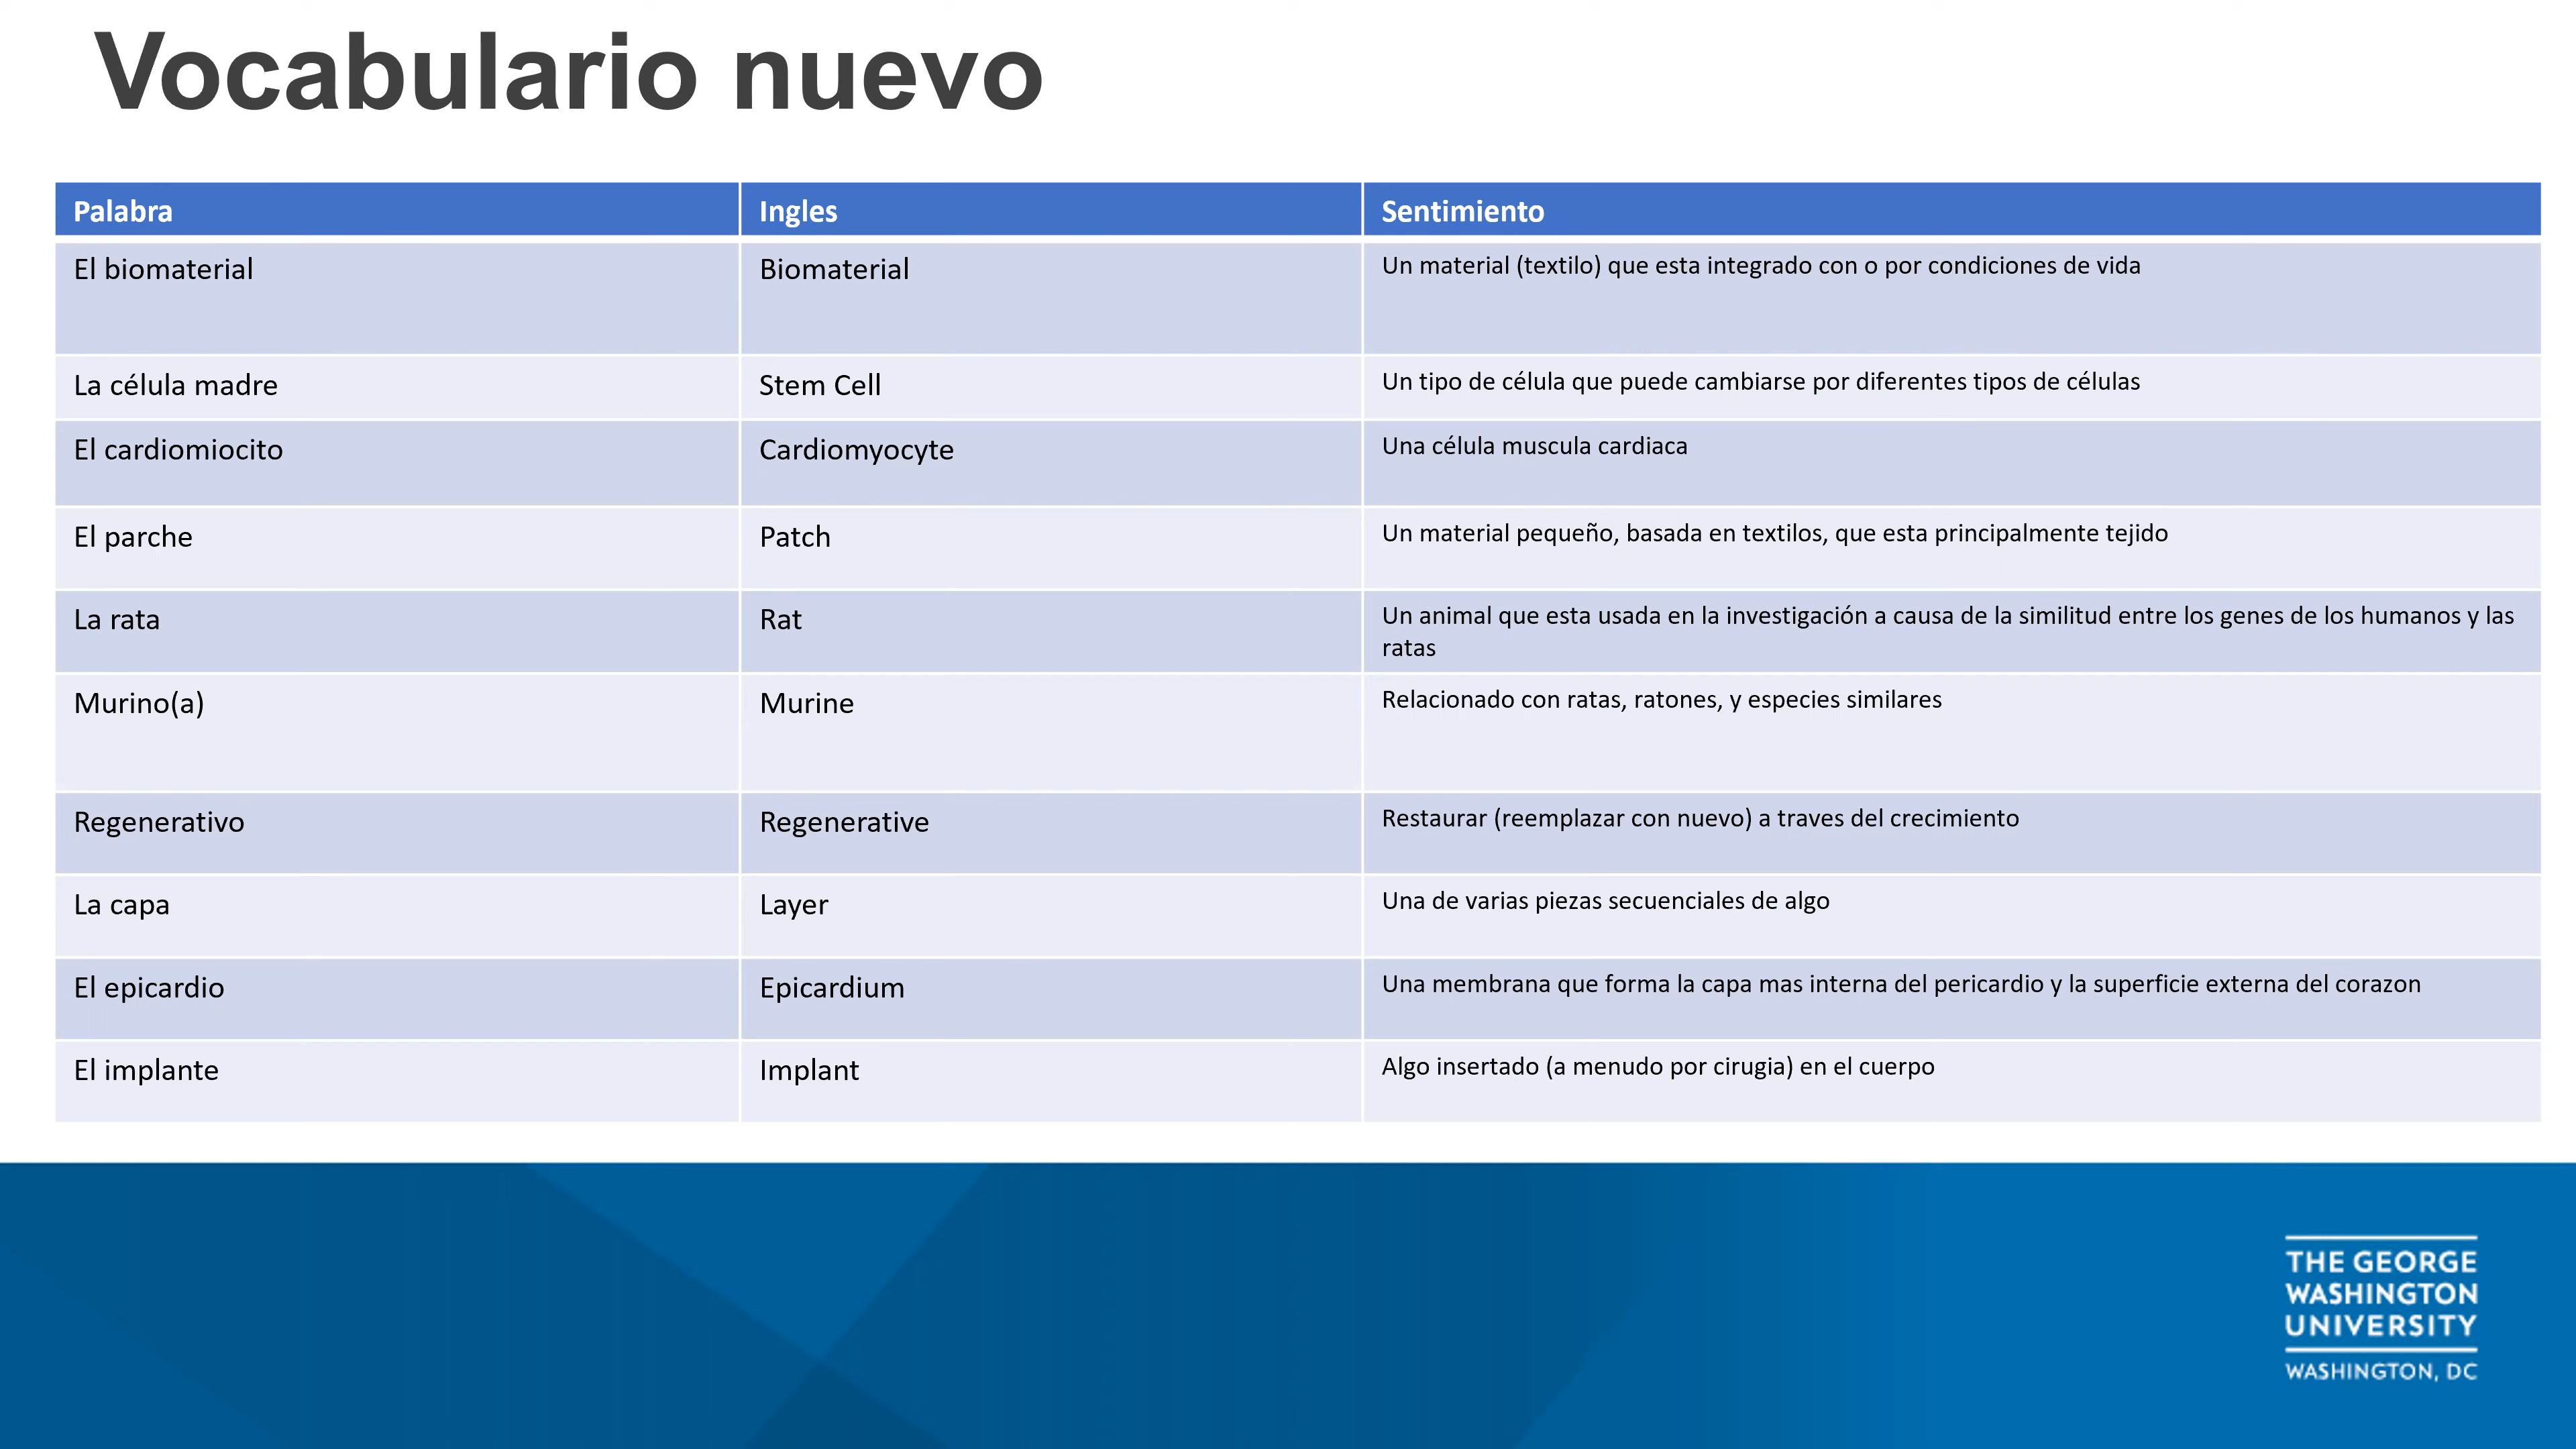 Vocabulario nuevo
Palabra
Ingles
Sentimiento
El biomaterial
Biomaterial
Un material (textilo) que esta integrado con o por condiciones de vida
La célula madre
Stem Cell
Un tipo de célula que puede cambiarse por diferentes tipos de células
El cardiomiocito
Cardiomyocyte
Una célula muscula cardiaca
El parche
Patch
Un material pequeño, basada en textilos, que esta principalmente tejido
La rata
Rat
Un animal que esta usada en la investigación a causa de la similitud entre los genes de los humanos y las
ratas
Murino(a)
Murine
Relacionado con ratas, ratones, y especies similares
Regenerativo
Regenerative
Restaurar (reemplazar con nuevo) a traves del crecimiento
La capa
Layer
Una de varias piezas secuenciales de algo
El epicardio
Epicardium
Una membrana que forma la capa mas interna del pericardio y la superficie externa del corazon
El implante
Implant
Algo insertado (a menudo por cirugia) en el cuerpo
THE GEORGE
WASHINGTON
UNIVERSITY
WASHINGTON, DC